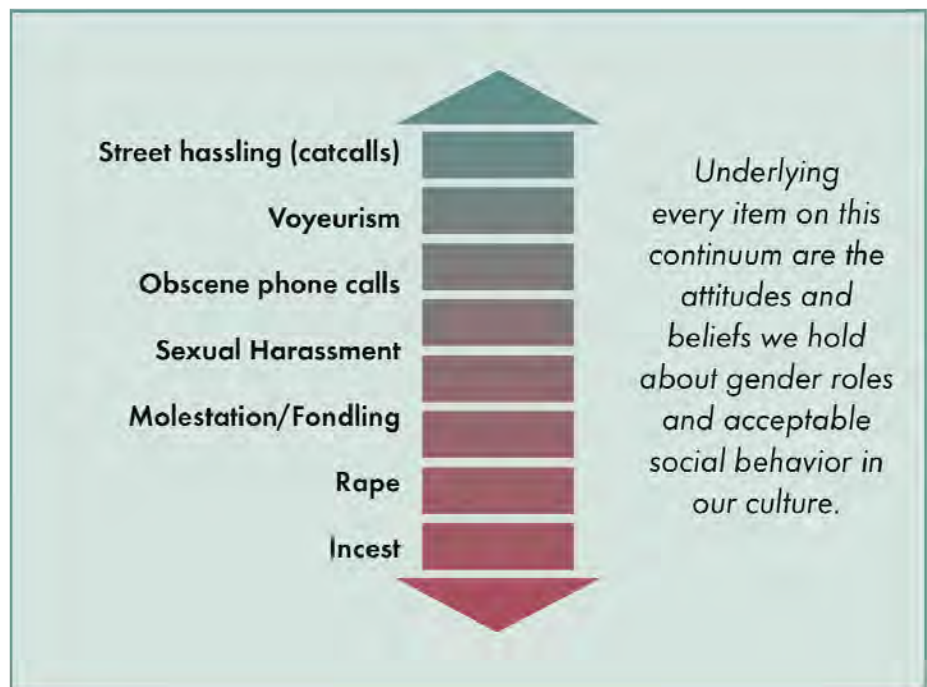 Street hassling (catcalls)
Voyeurism
Obscene phone calls
Sexual Harassment
Molestation/Fondling
Rape
Incest
Underlying
every item on this
continuum are the
attitudes and
beliefs we hold
about gender roles
and acceptable
social behavior in
our culture.